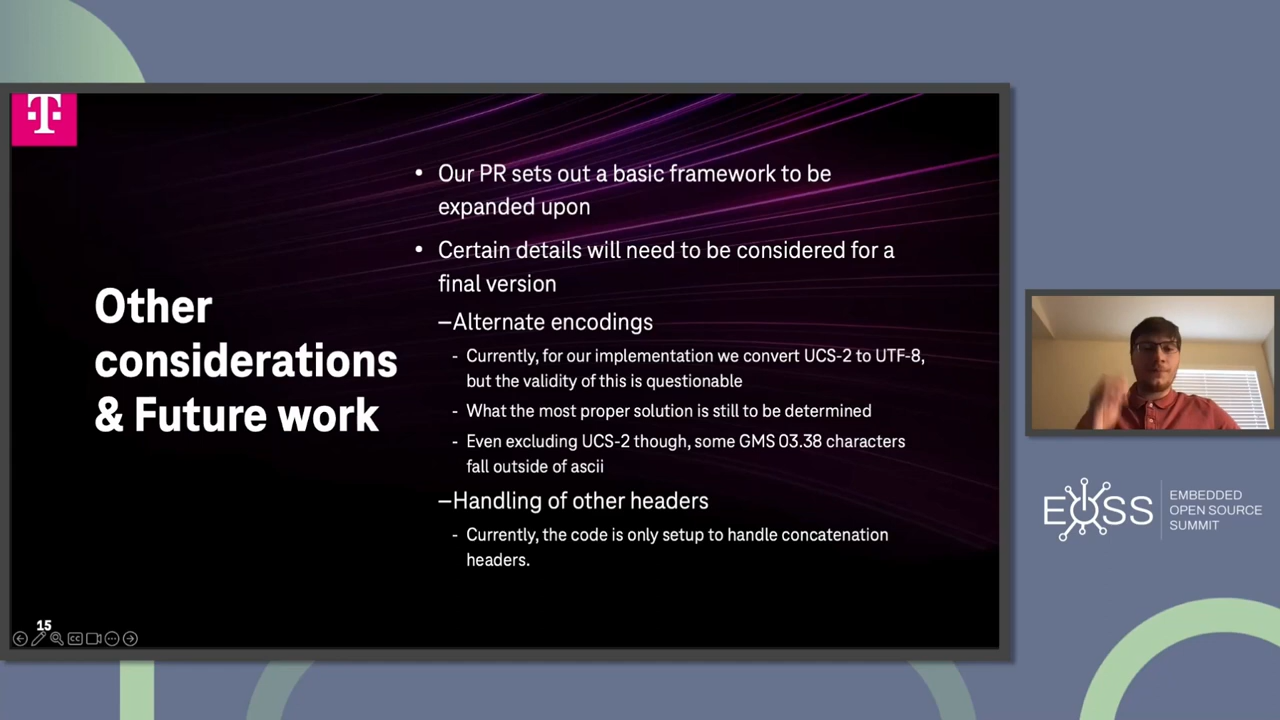 T
Other
considerations
& Future work
• Our PR sets out a basic framework to be
expanded upon
• Certain details will need to be considered for a
final version
–Alternate encodings
- Currently, for our implementation we convert UCS-2 to UTF-8,
but the validity of this is questionable
- What the most proper solution is still to be determined
- Even excluding UCS-2 though, some GMS 03.38 characters
fall outside of ascii
–Handling of other headers
- Currently, the code is only setup to handle concatenation
headers.
15
CC
EOSS
EMBEDDED
OPEN SOURCE
SUMMIT